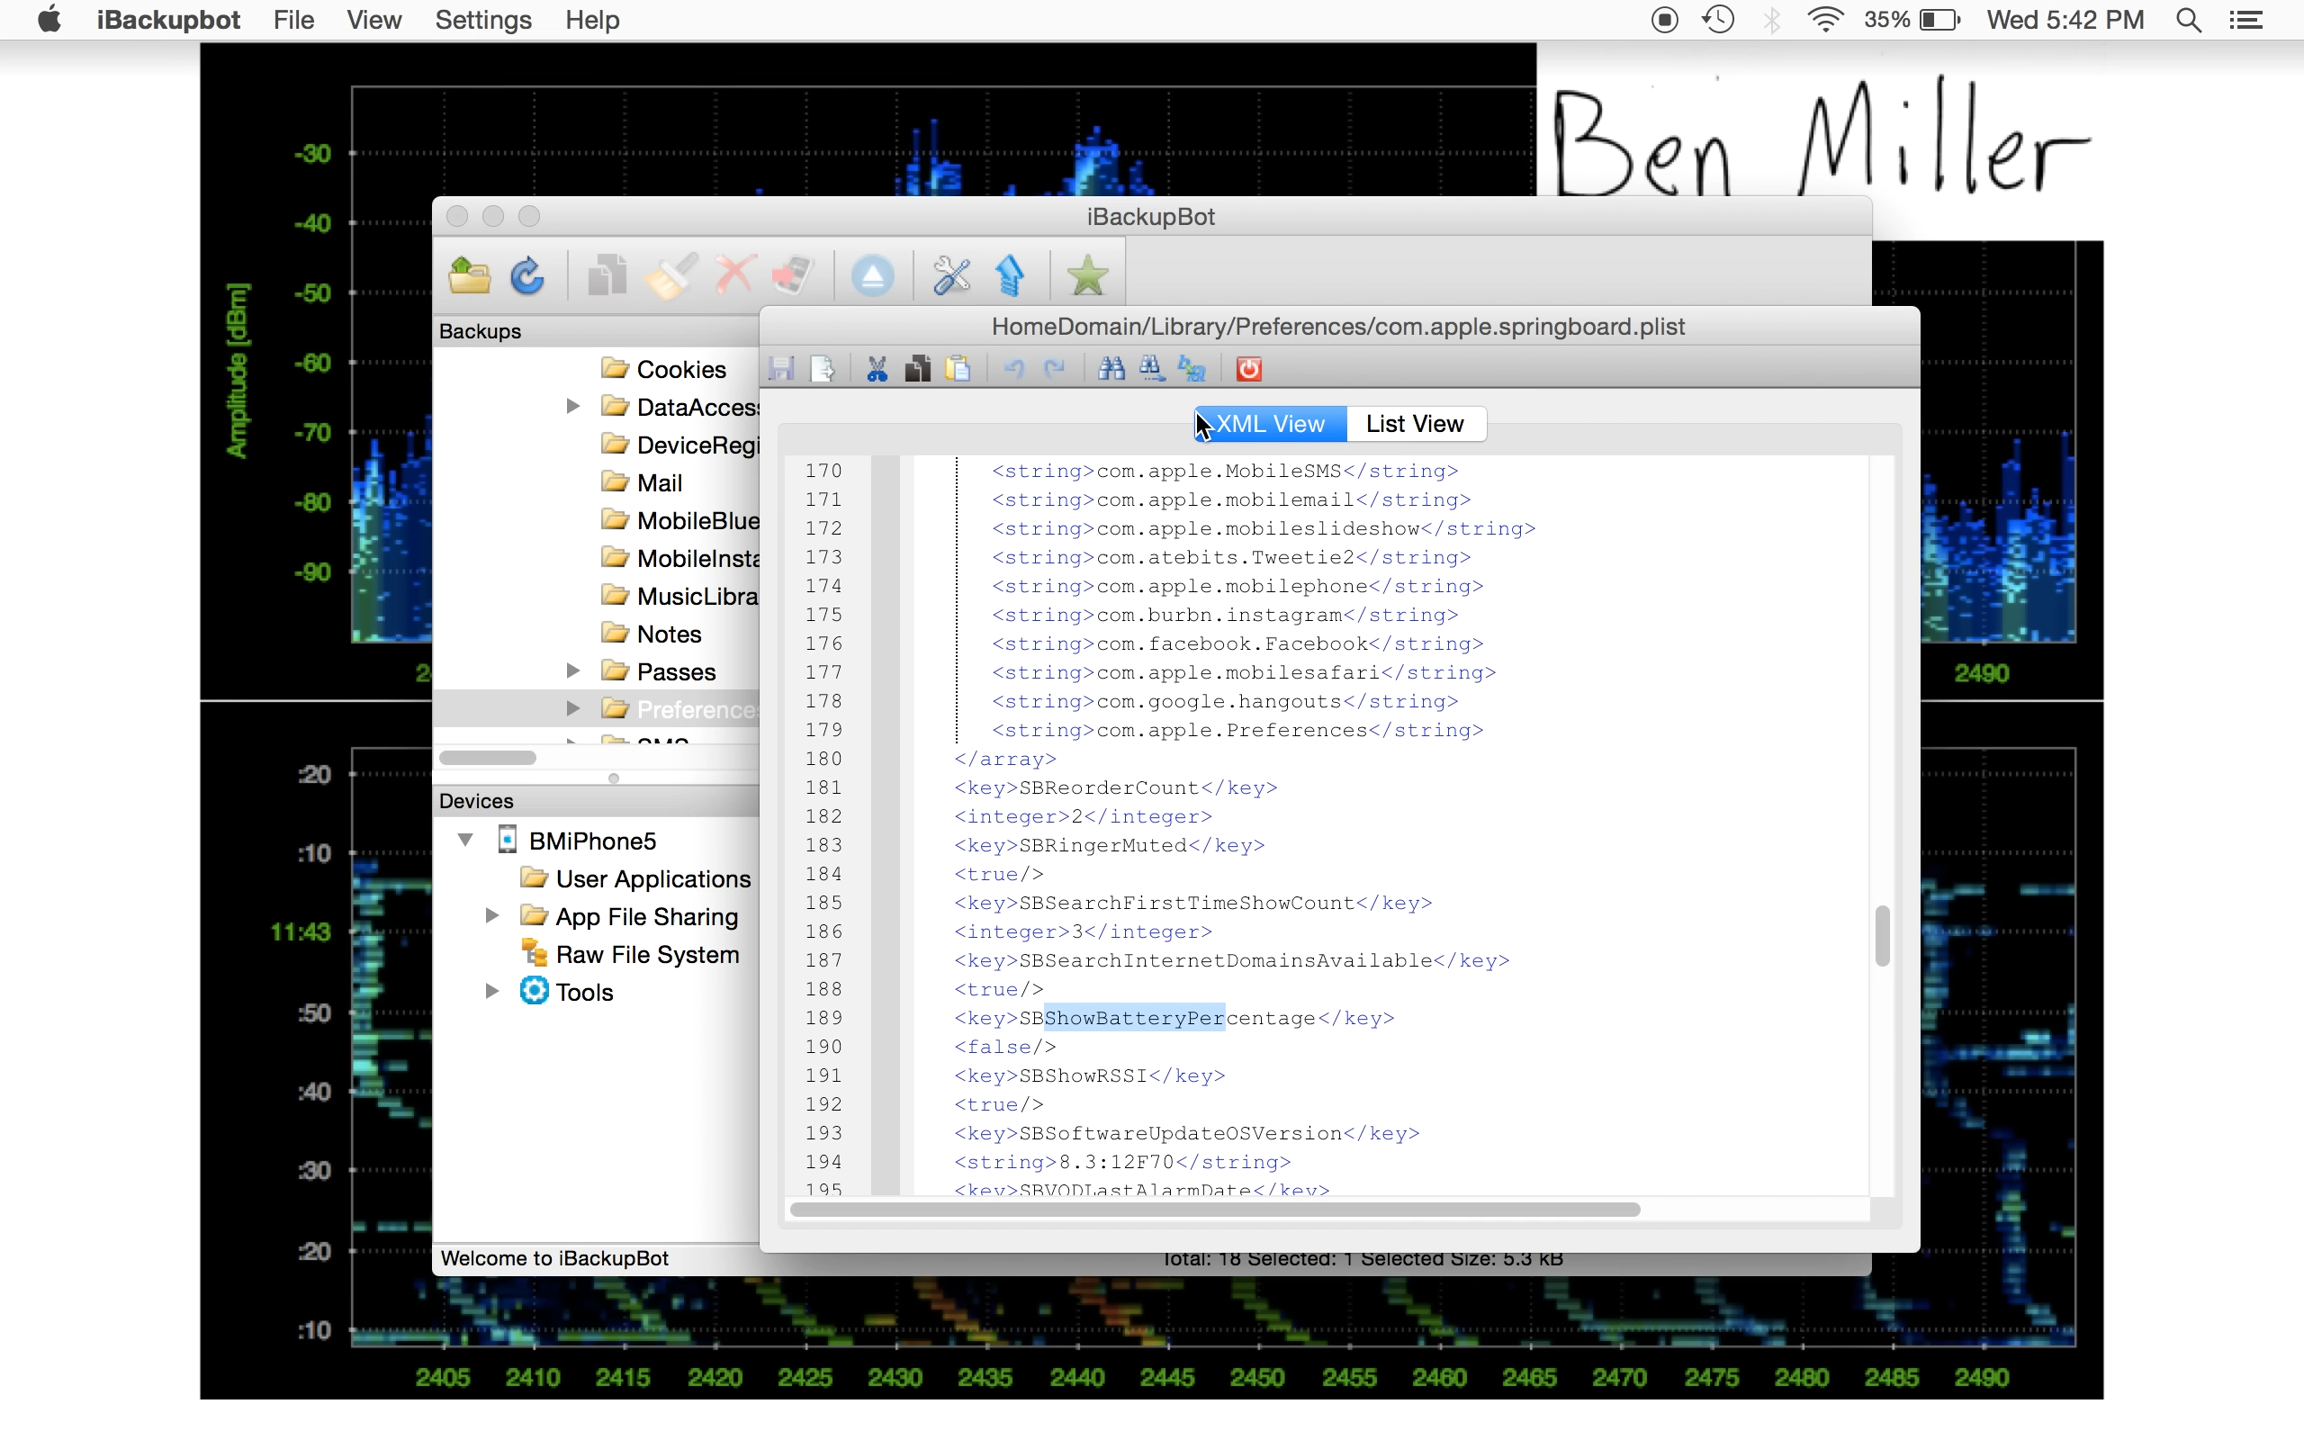 iBackupbot File View Settings Help 35% Wed 5:42 PM
Ben Miller
-30
-40
-50
-60
-70
-80
-90
Amplitude [dBm]
2490
iBackupBot
Backups
Cookies
DataAcces
DeviceRegi
Mail
MobileBlue
MobileInsta
MusicLibra
Notes
Passes
Preferences
SMS
Devices
BMiPhone5
User Applications
App File Sharing
Raw File System
Tools
Welcome to iBackupBot
Total: 18 Selected: 1 Selected Size: 5.3 kB
HomeDomain/Library/Preferences/com.apple.springboard.plist
XML View List View
170 <string>com.apple.MobileSMS</string>
171 <string>com.apple.mobilemail</string>
172 <string>com.apple.mobileslideshow</string>
173 <string>com.atebits.Tweetie2</string>
174 <string>com.apple.mobilephone</string>
175 <string>com.burbn.instagram</string>
176 <string>com.facebook.Facebook</string>
177 <string>com.apple.mobilesafari</string>
178 <string>com.google.hangouts</string>
179 <string>com.apple.Preferences</string>
180 </array>
181 <key>SBReorderCount</key>
182 <integer>2</integer>
183 <key>SBRingerMuted</key>
184 <true/>
185 <key>SBSearchFirstTimeShowCount</key>
186 <integer>3</integer>
187 <key>SBSearchInternetDomainsAvailable</key>
188 <true/>
189 <key>SBShowBatteryPercentage</key>
190 <false/>
191 <key>SBShowRSSI</key>
192 <true/>
193 <key>SBSoftwareUpdateOSVersion</key>
194 <string>8.3:12F70</string>
195 <key>SBVODLastAlarmDate</key>
:20
:10
11:43
:50
:40
:30
:20
:10
2405 2410 2415 2420 2425 2430 2435 2440 2445 2450 2455 2460 2465 2470 2475 2480 2485 2490